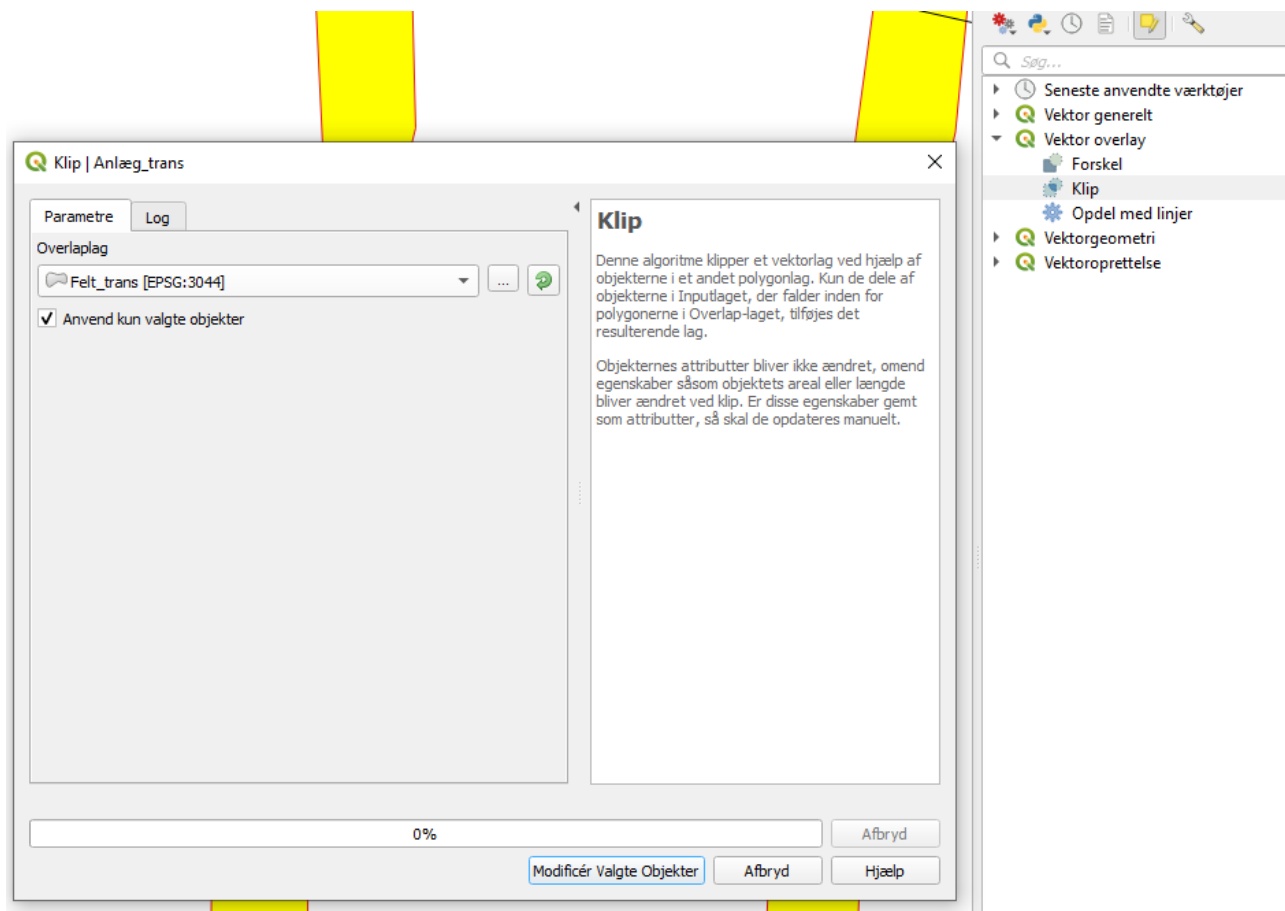 Søg...
Seneste anvendte værktøjer
Vektor generelt
Vektor overlay
Forskel
Klip
Opdel med linjer
Vektorgeometri
Vektoroprettelse
Klip | Anlæg_trans
Parametre
Log
Overlaplag
Felt_trans [EPSG:3044]
...
Anvend kun valgte objekter
Klip
Denne algoritme klipper et vektorlag ved hjælp af
objekterne i et andet polygonlag. Kun de dele af
objekterne i Inputlaget, der falder inden for
polygonerne i Overlap-laget, tilføjes det
resulterende lag.
Objekternes attributter bliver ikke ændret, omend
egenskaber såsom objektets areal eller længde
bliver ændret ved klip. Er disse egenskaber gemt
som attributter, så skal de opdateres manuelt.
0%
Afbryd
Modificér Valgte Objekter
Afbryd
Hjælp